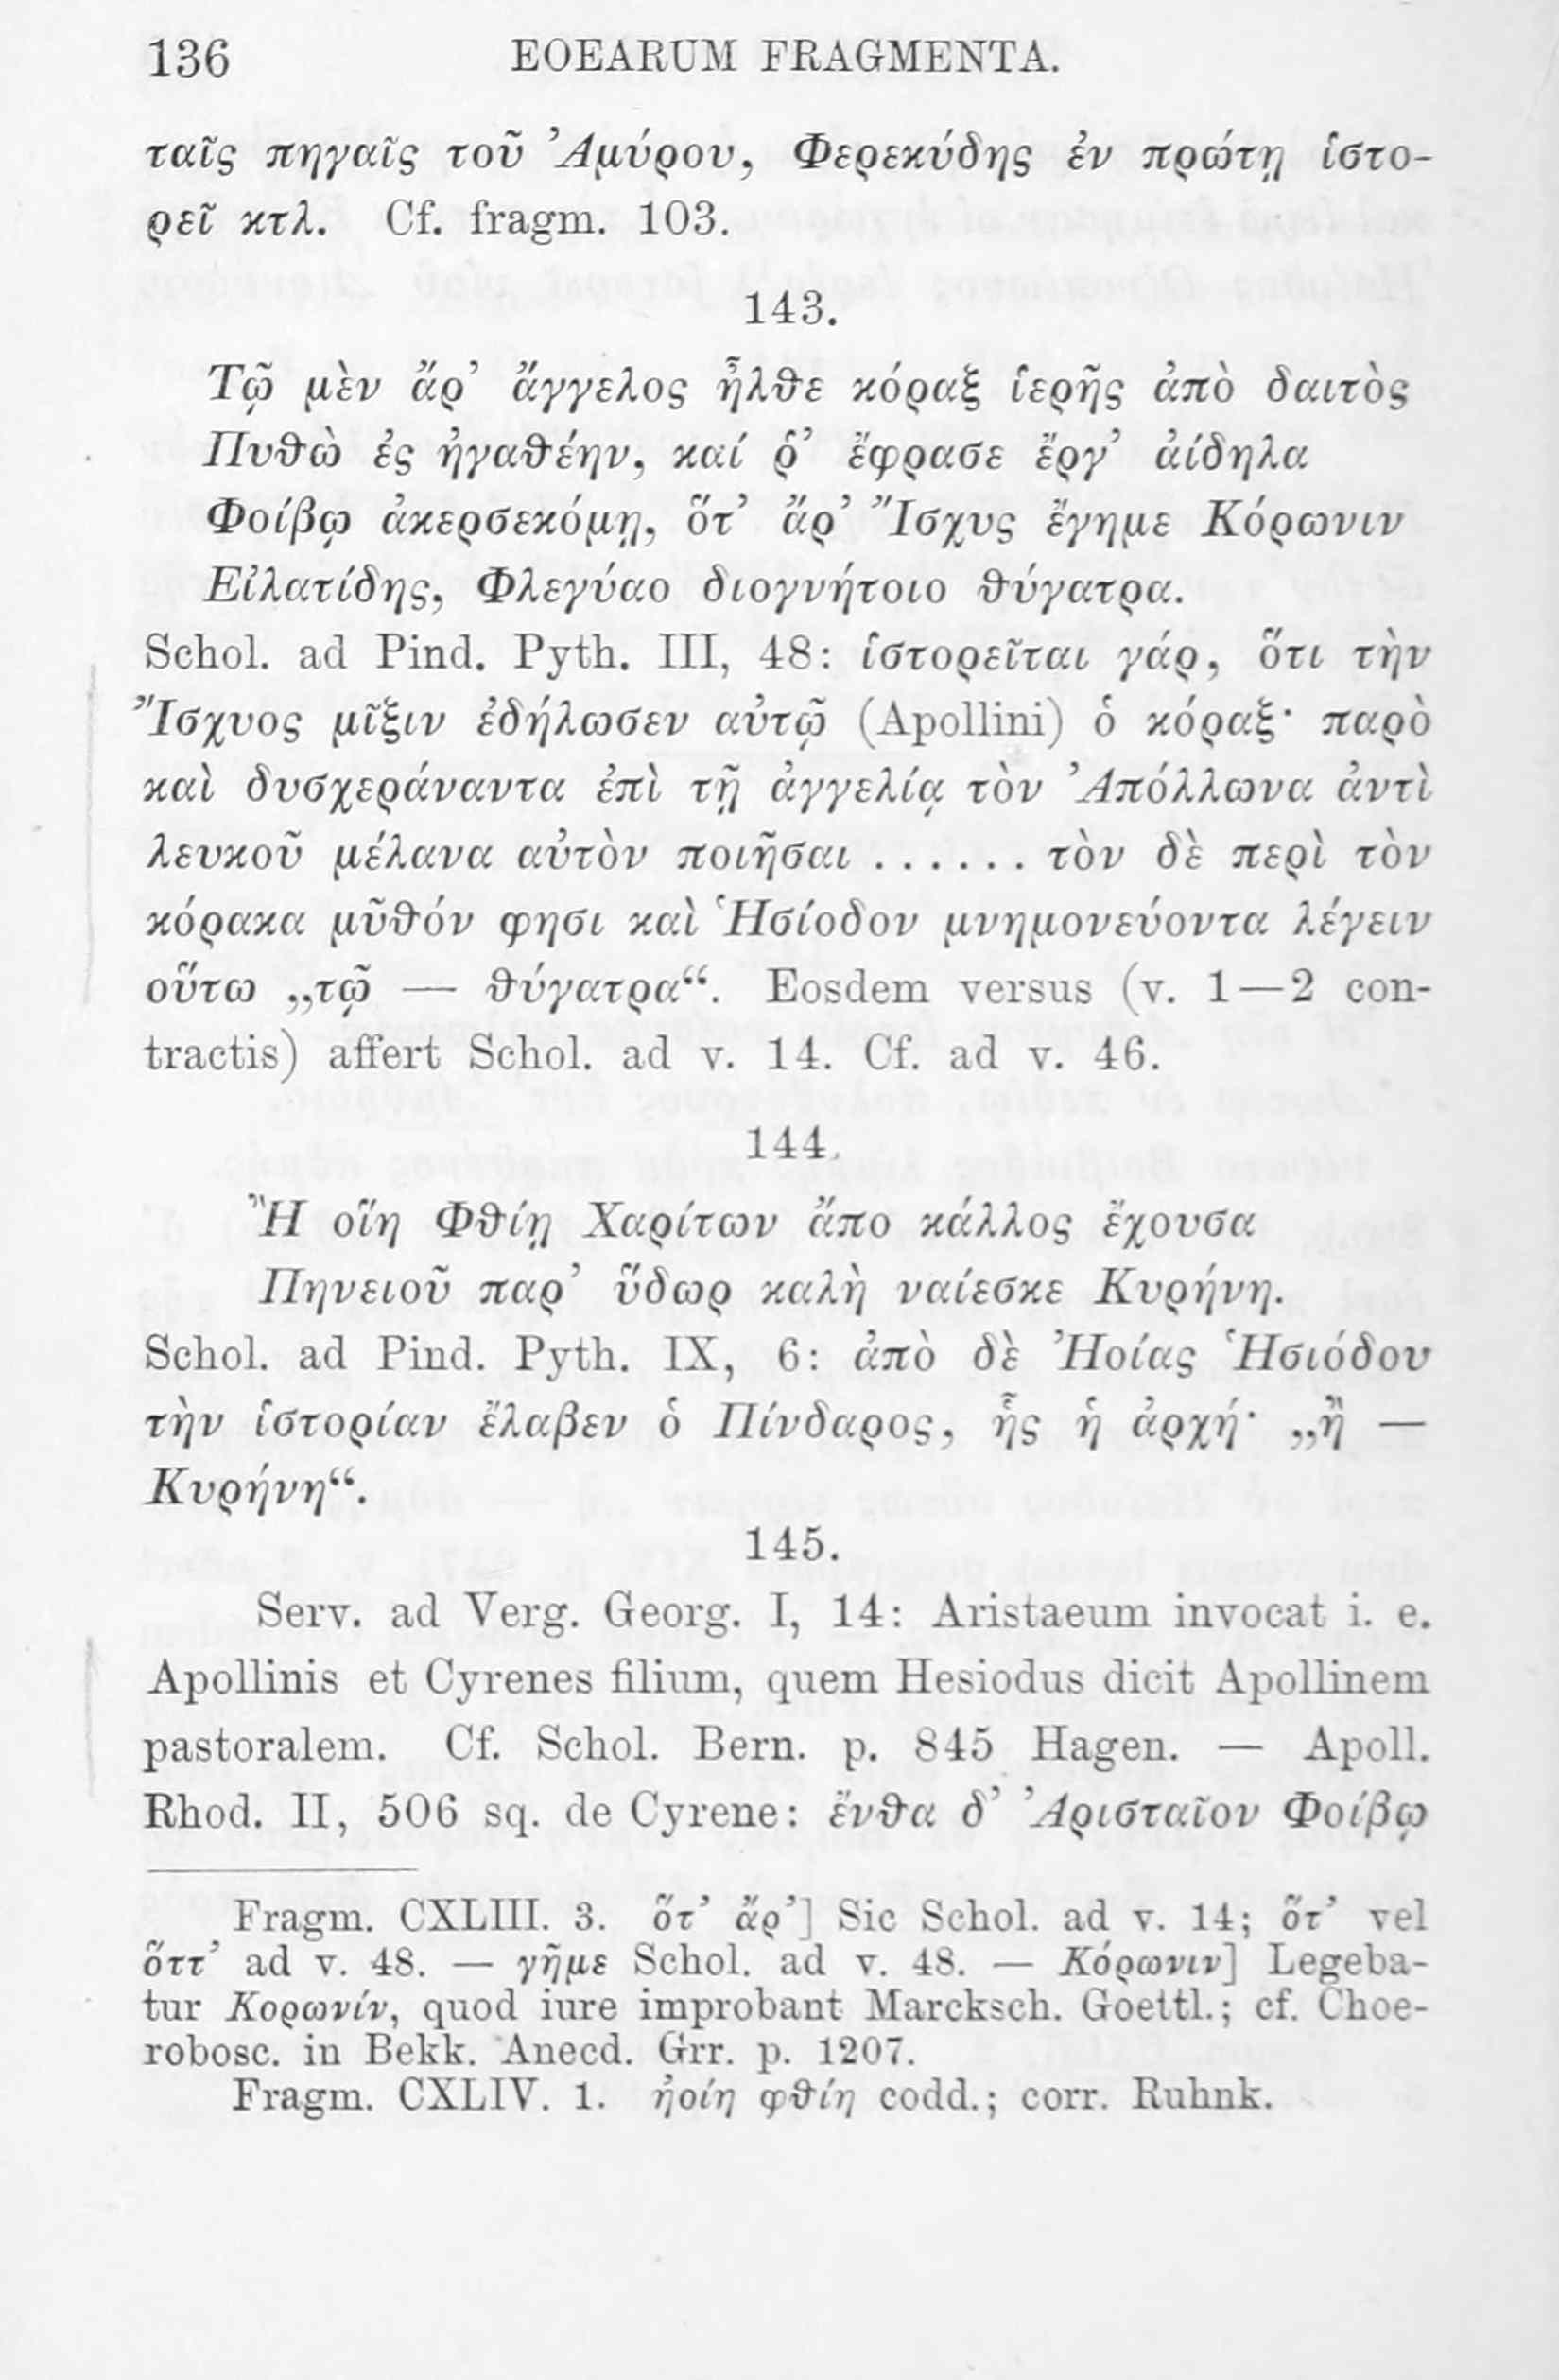 136 EOEARUM FRAGMENTA.
ταῖς πηγαῖς τοῦ Ἀμύρου, Φερεκύδης ἐν πρώτῃ ἱστο-
ρεῖ κτλ. Cf. fragm. 103.
143.
Τῷ μὲν ἄρ’ ἄγγελος ἦλθε κόραξ ἱερῆς ἀπὸ δαιτὸς
Πυθὼ ἐς ἠγαθέην, καί ῥ’ ἔφρασε ἔργ’ ἀίδηλα
Φοίβῳ ἀκερσεκόμῃ, ὅτ’ ἄρ’ Ἴσχυς ἔγημε Κόρωνιν
Εἰλατίδης, Φλεγύαο διογνήτοιο θύγατρα.
Schol. ad Pind. Pyth. III, 48: ἱστορεῖται γάρ, ὅτι τὴν
Ἴσχυος μῖξιν ἐδήλωσεν αὐτῷ (Apollini) ὁ κόραξ· παρὸ
καὶ δυσχεράναντα ἐπὶ τῇ ἀγγελίᾳ τὸν Ἀπόλλωνα ἀντὶ
λευκοῦ μέλανα αὐτὸν ποιῆσαι . . . . . . τὸν δὲ περὶ τὸν
κόρακα μῦθόν φησι καὶ Ἡσίοδον μνημονεύοντα λέγειν
οὕτω „τῷ — θύγατρα“. Eosdem versus (v. 1—2 con-
tractis) affert Schol. ad v. 14. Cf. ad v. 46.
144.
Ἢ οἵη Φθίῃ Χαρίτων ἄπο κάλλος ἔχουσα
Πηνειοῦ παρ’ ὕδωρ καλὴ ναίεσκε Κυρήνη.
Schol. ad Pind. Pyth. IX, 6: ἀπὸ δὲ Ἠοίας Ἡσιόδου
τὴν ἱστορίαν ἔλαβεν ὁ Πίνδαρος, ἧς ἡ ἀρχή· „ἢ —
Κυρήνη“.
145.
Serv. ad Verg. Georg. I, 14: Aristaeum invocat i. e.
Apollinis et Cyrenes filium, quem Hesiodus dicit Apollinem
pastoralem. Cf. Schol. Bern. p. 845 Hagen. — Apoll.
Rhod. II, 506 sq. de Cyrene: ἔνθα δ’ Ἀρισταῖον Φοίβῳ
Fragm. CXLIII. 3. ὅτ’ ἄρ’] Sic Schol. ad v. 14; ὅτ’ vel
ὅττ’ ad v. 48. — γῆμε Schol. ad v. 48. — Κόρωνιν] Legeba-
tur Κορωνίν, quod iure improbant Marcksch. Goettl.; cf. Choe-
robosc. in Bekk. Anecd. Grr. p. 1207.
Fragm. CXLIV. 1. ἠοίη φθίη codd.; corr. Ruhnk.